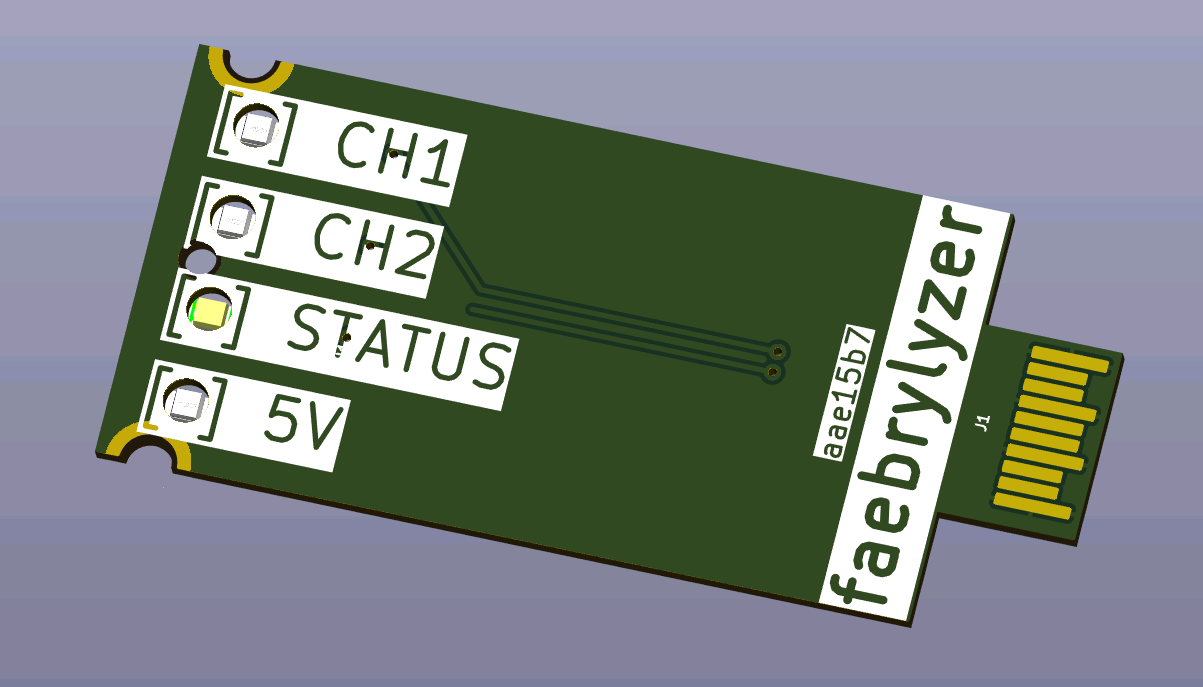 [ ] CH1
[ ] CH2
[ ] STATUS
[ ] 5V
aae15b7
faebrylyzer
J1